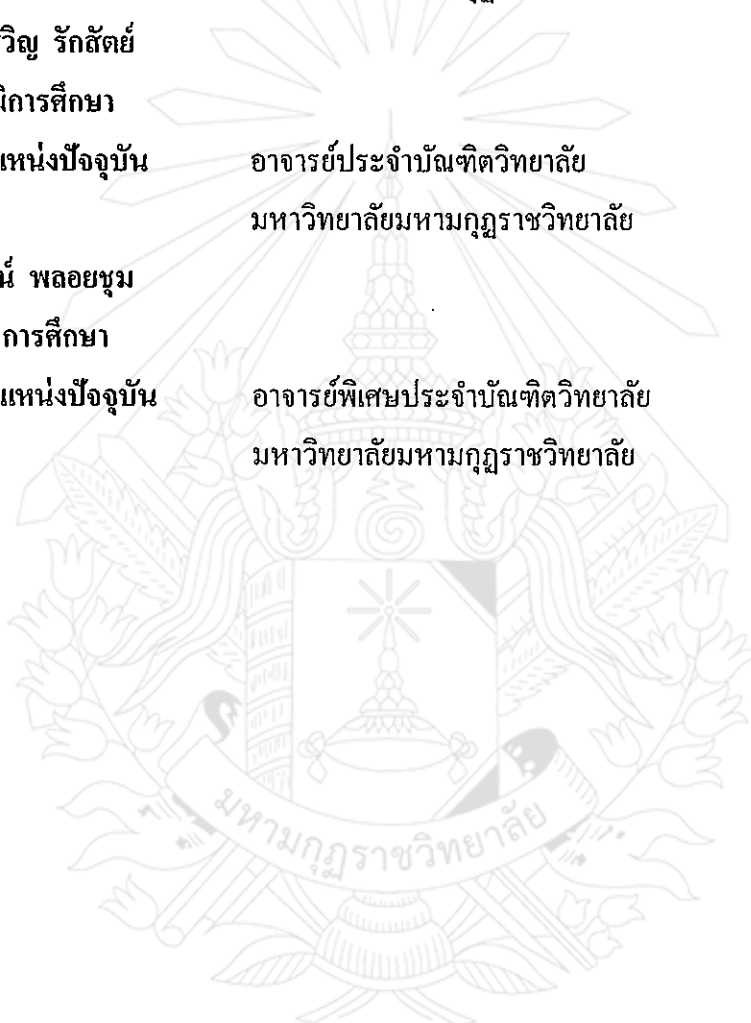 วิญ รักสัตย์
การศึกษา
แหน่งปัจจุบัน อาจารย์ประจำบัณฑิตวิทยาลัย
มหาวิทยาลัยมหามกุฏราชวิทยาลัย
น์ พลอยชุม
การศึกษา
แหน่งปัจจุบัน อาจารย์พิเศษประจำบัณฑิตวิทยาลัย
มหาวิทยาลัยมหามกุฏราชวิทยาลัย
มหามกุฏราชวิทยาลัย